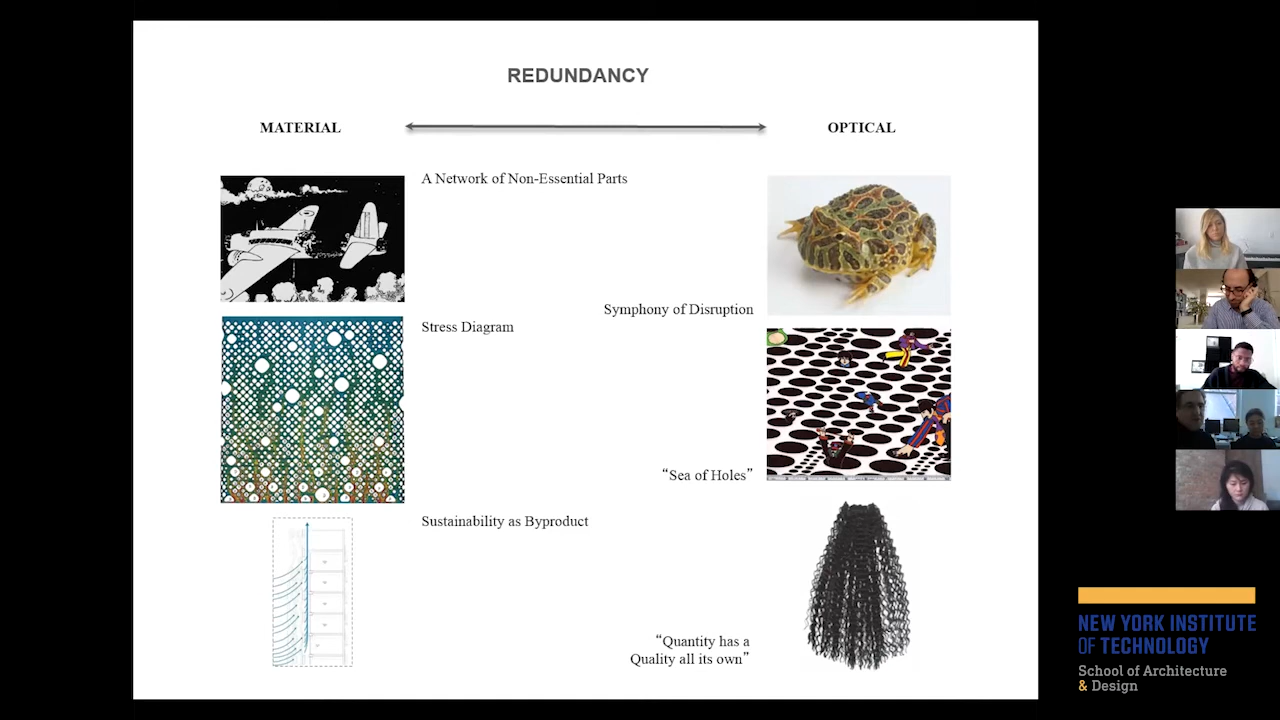 REDUNDANCY
MATERIAL
OPTICAL
A Network of Non-Essential Parts
Symphony of Disruption
Stress Diagram
“Sea of Holes”
Sustainability as Byproduct
“Quantity has a
Quality all its own”
NEW YORK INSTITUTE
OF TECHNOLOGY
School of Architecture
& Design